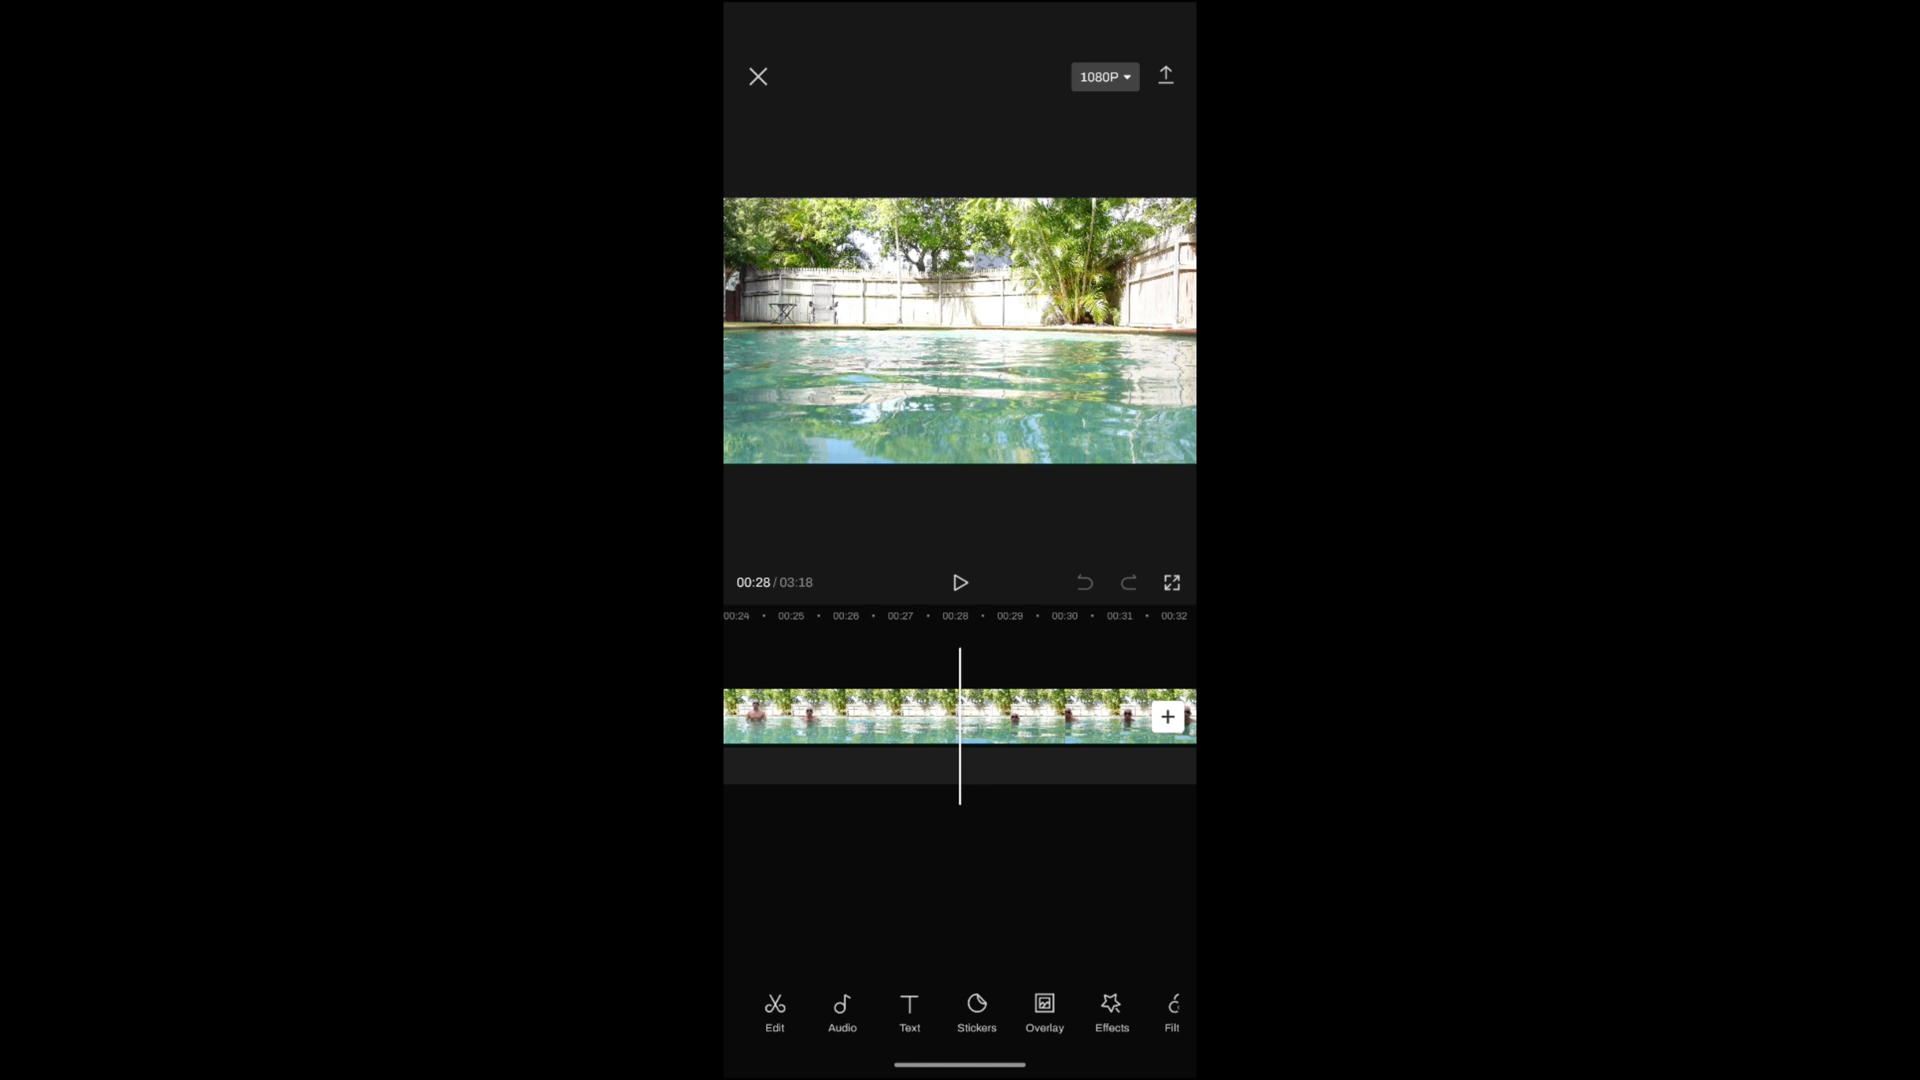 1080P
00:28 / 03:18
00:24 • 00:25 • 00:26 • 00:27 • 00:28 • 00:29 • 00:30 • 00:31 • 00:32
Edit Audio Text Stickers Overlay Effects Filt